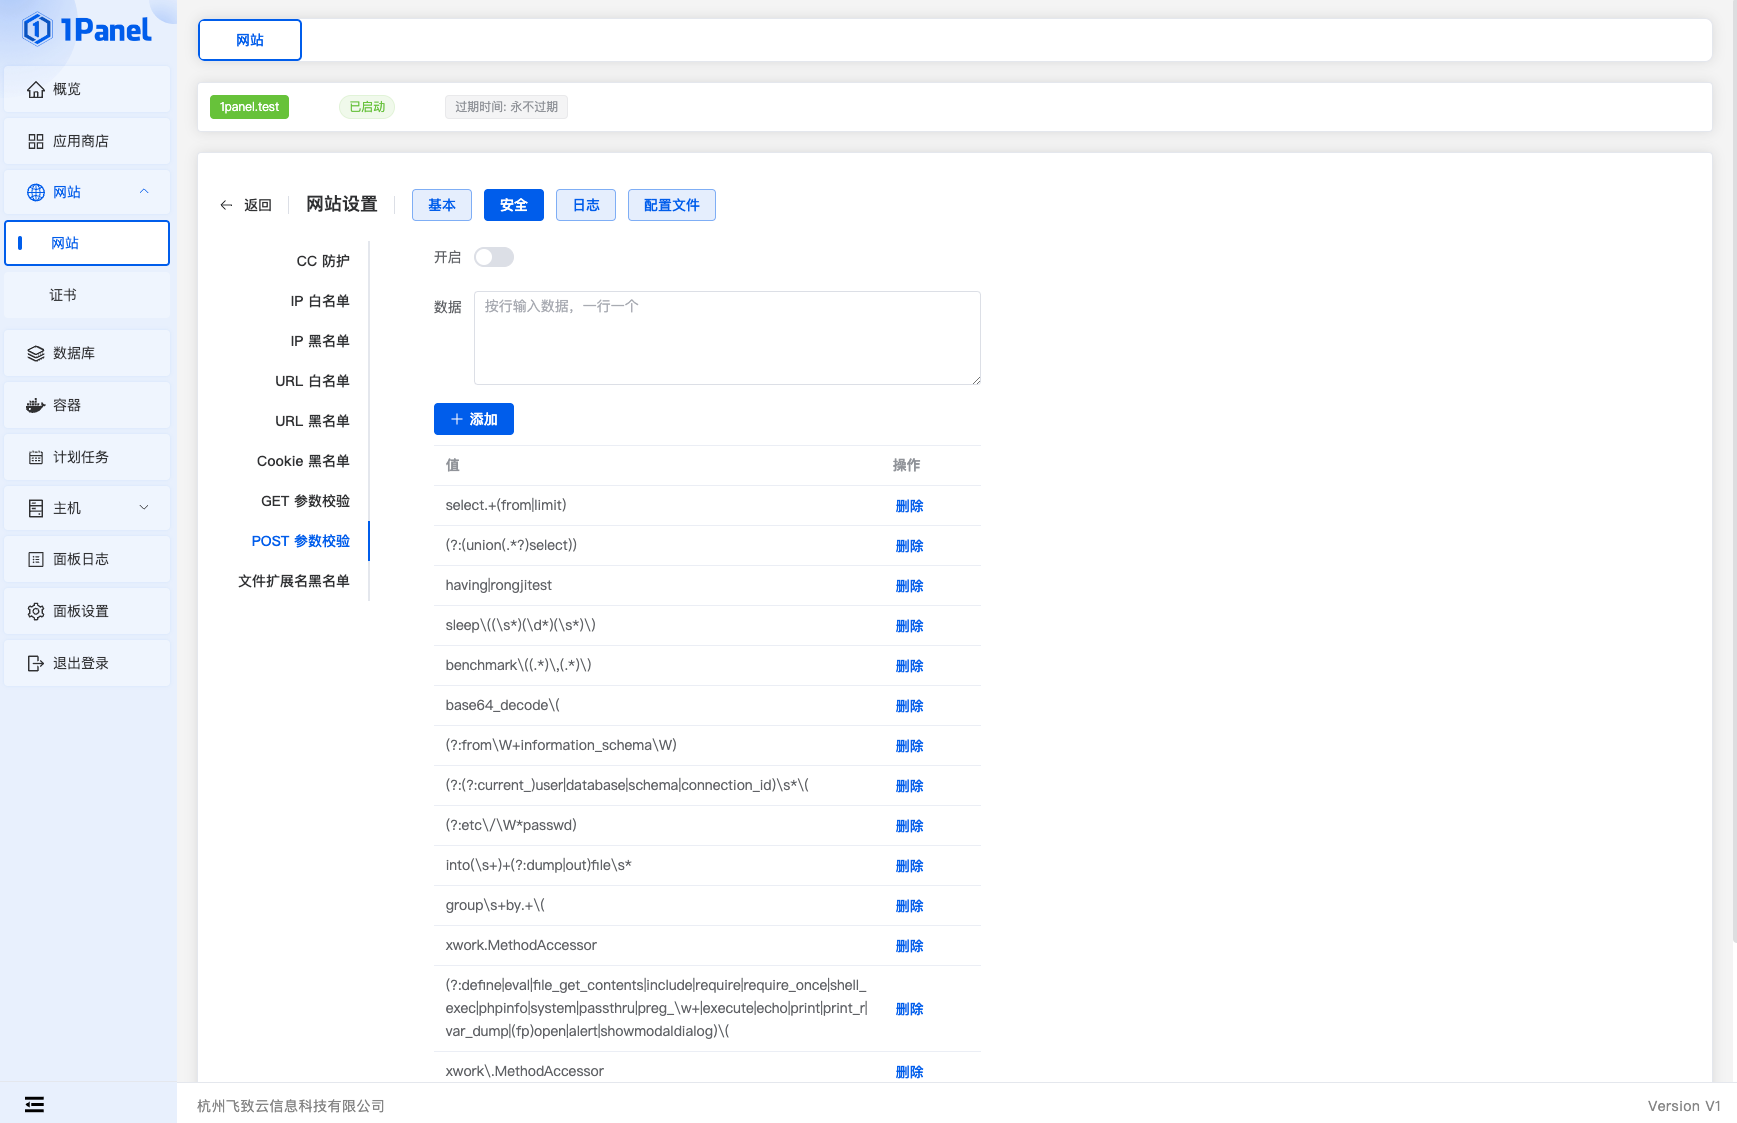 1Panel
概览
应用商店
网站
网站
证书
数据库
容器
计划任务
主机
面板日志
面板设置
退出登录
网站
1panel.test
已启动
过期时间: 永不过期
返回
网站设置
基本
安全
日志
配置文件
CC 防护
IP 白名单
IP 黑名单
URL 白名单
URL 黑名单
Cookie 黑名单
GET 参数校验
POST 参数校验
文件扩展名黑名单
开启
数据
按行输入数据，一行一个
添加
值 操作
select.+(from|limit) 删除
(?:(union(.*?)select)) 删除
having|rongjitest 删除
sleep\((\s*)(\d*)(\s*)\) 删除
benchmark\((.*)\,(.*)\) 删除
base64_decode\( 删除
(?:from\W+information_schema\W) 删除
(?:(?:current_)user|database|schema|connection_id)\s*\( 删除
(?:etc\/\W*passwd) 删除
into(\s+)+(?:dump|out)file\s* 删除
group\s+by.+\( 删除
xwork.MethodAccessor 删除
(?:define|eval|file_get_contents|include|require|require_once|shell_
exec|phpinfo|system|passthru|preg_\w+|execute|echo|print|print_r| 删除
var_dump|(fp)open|alert|showmodaldialog)\(
xwork\.MethodAccessor 删除
杭州飞致云信息科技有限公司
Version V1